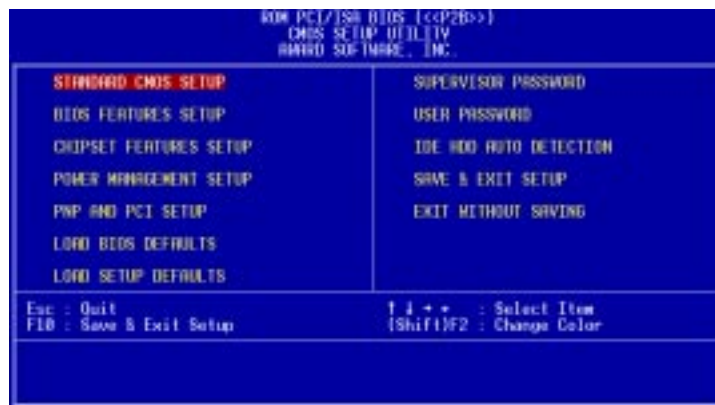 ROM PCI/ISA BIOS (<<P2B>>)
CMOS SETUP UTILITY
AWARD SOFTWARE, INC.
STANDARD CMOS SETUP
BIOS FEATURES SETUP
CHIPSET FEATURES SETUP
POWER MANAGEMENT SETUP
PNP AND PCI SETUP
LOAD BIOS DEFAULTS
LOAD SETUP DEFAULTS
SUPERVISOR PASSWORD
USER PASSWORD
IDE HDD AUTO DETECTION
SAVE & EXIT SETUP
EXIT WITHOUT SAVING
Esc : Quit
F10 : Save & Exit Setup
↑ ↓ → ← : Select Item
(Shift)F2 : Change Color